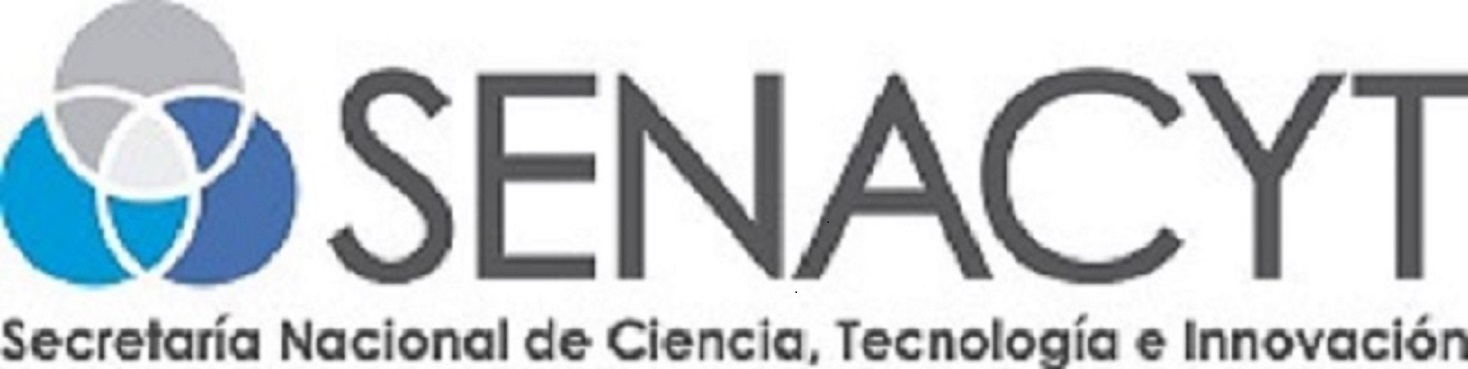 SENACYT
Secretaría Nacional de Ciencia, Tecnología e Innovación